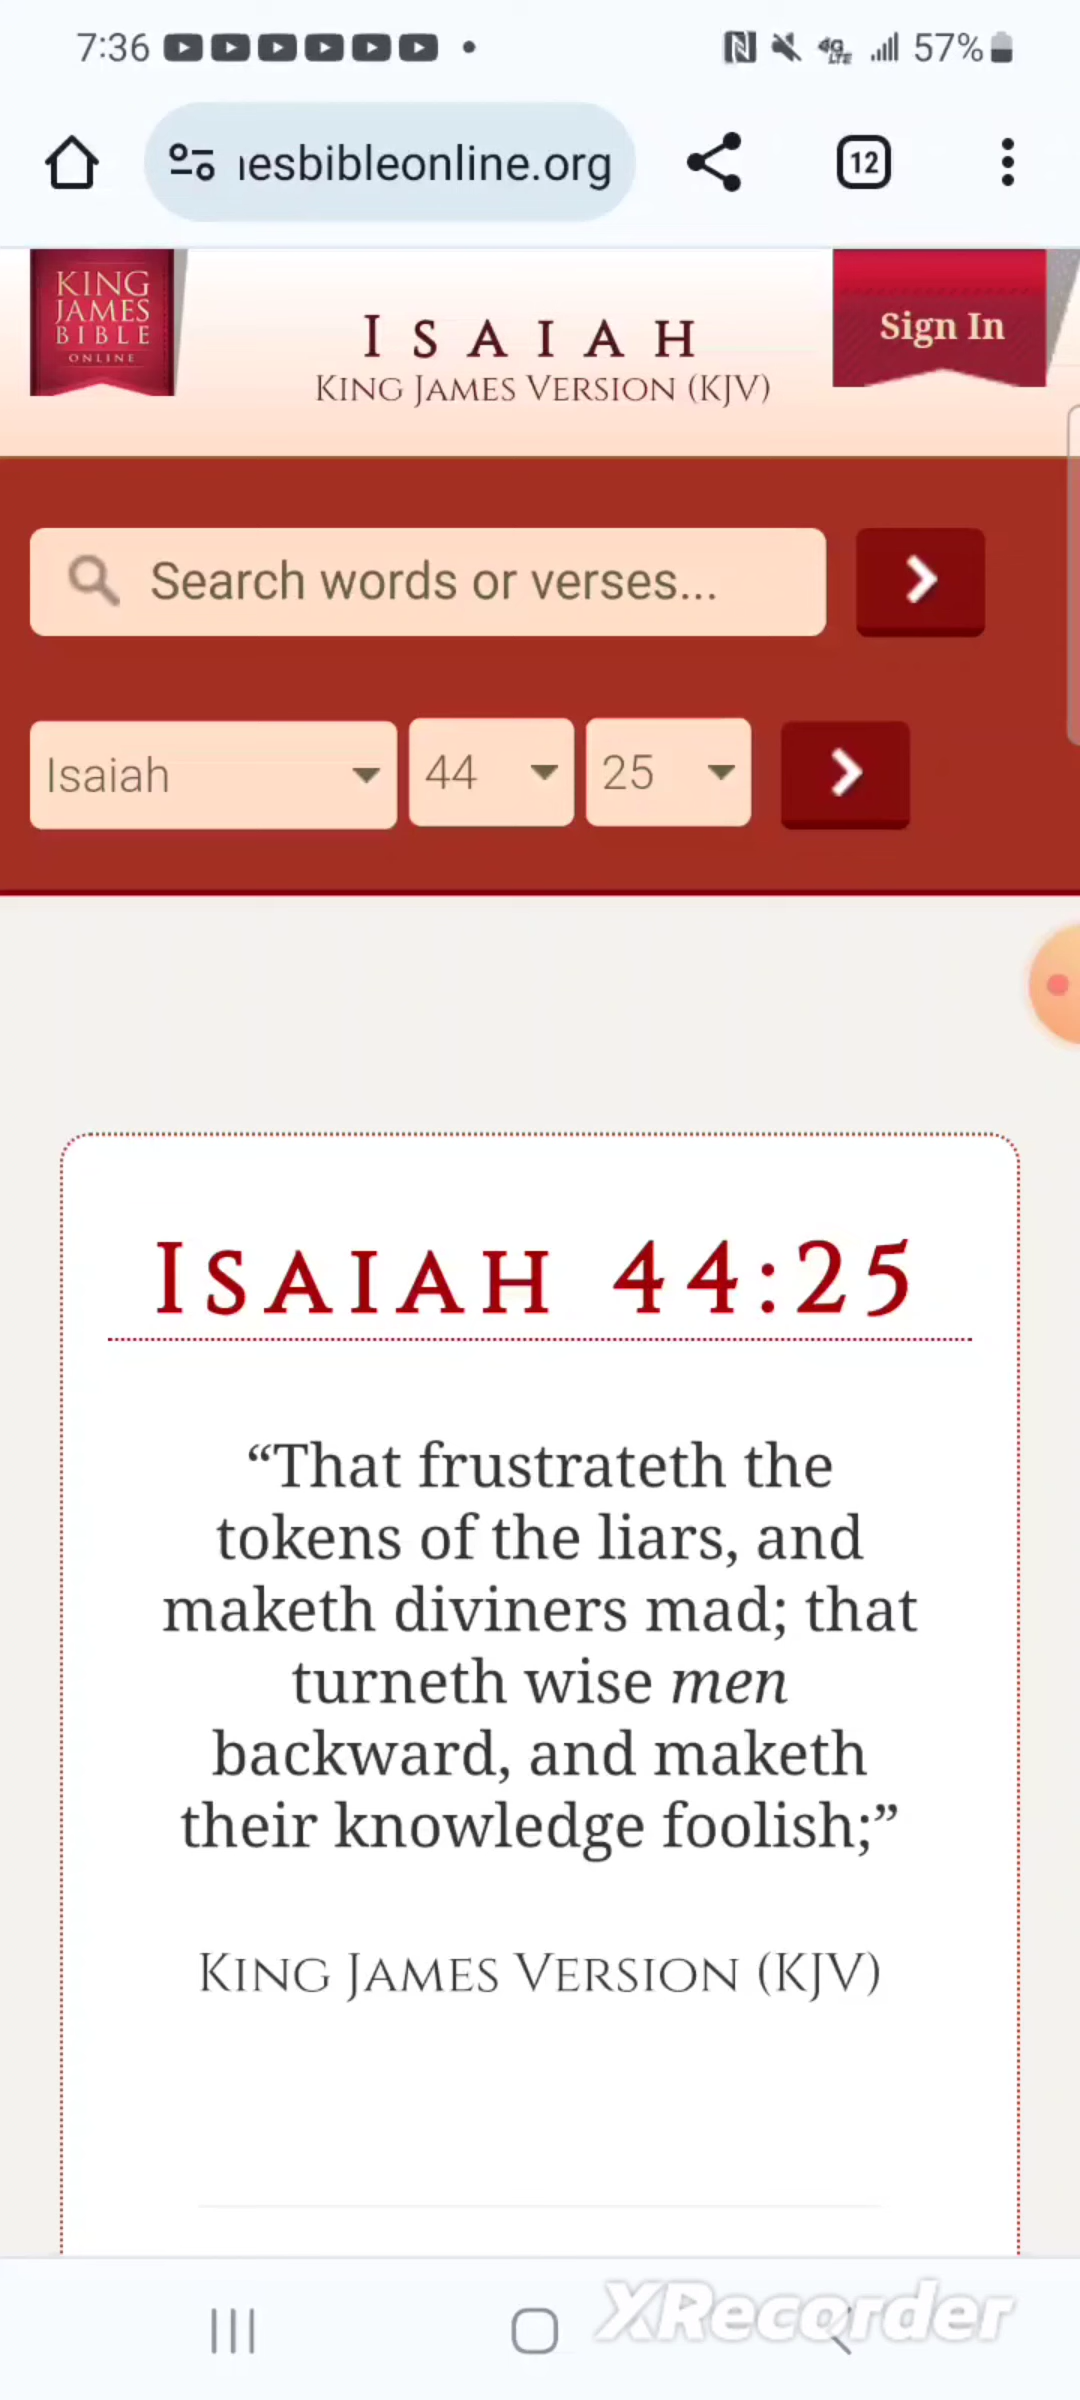 7:36
57%
nesbibleonline.org
12
KING
JAMES
BIBLE
ONLINE
ISAIAH
KING JAMES VERSION (KJV)
Sign In
Search words or verses...
Isaiah
44
25
ISAIAH 44:25
“That frustrateth the
tokens of the liars, and
maketh diviners mad; that
turneth wise men
backward, and maketh
their knowledge foolish;”
KING JAMES VERSION (KJV)
XRecorder